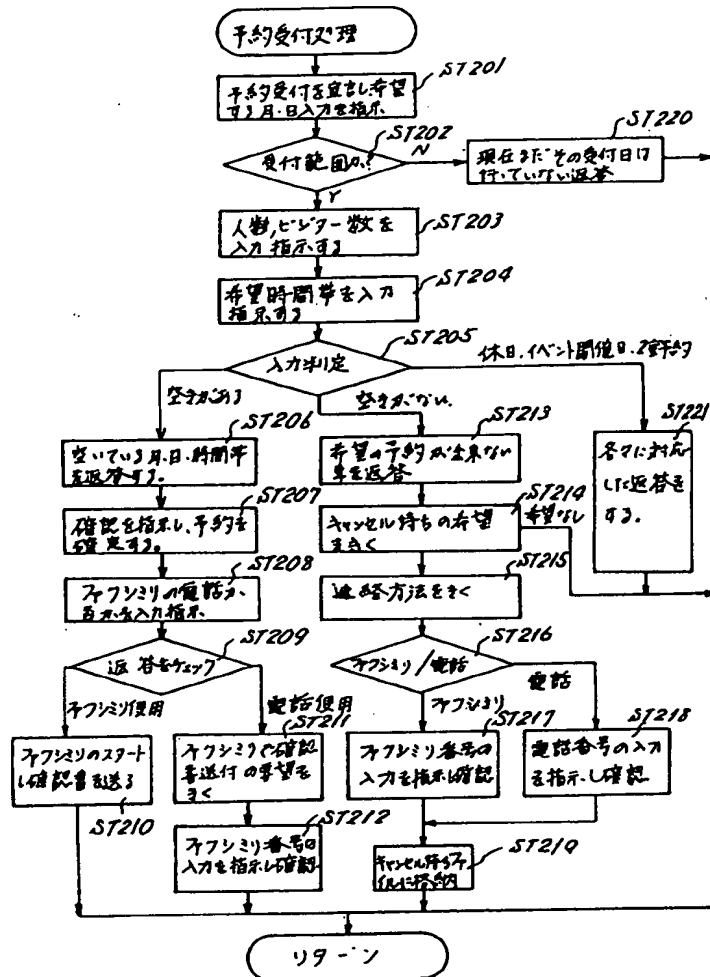 予約受付処理
ST201
予約受付を宣言し希望
する月.日入力を指示
ST202
受付範囲か?
N
Y
ST220
現在まだその受付日は
行っていない返答
ST203
人数,ビジター数を
入力指示する
ST204
希望時間帯を入力
指示する
ST205
入力判定
休日.イベント開催日.2重予約
空きがある
空きがない
ST206
空いている月.日.時間帯
を返答する。
ST213
希望の予約が出来ない
事を返答
ST221
各々に対応
した返答を
する。
ST207
確認を指示し、予約を
確定する。
ST214
キャンセル待ちの希望
をきく
希望なし
ST208
ファクシミリの電話か
否かを入力指示
ST215
連絡方法をきく
ST209
返答をチェック
ST216
ファクシミリ/電話
ファクシミリ使用
電話使用
ファクシミリ
電話
ST211
ファクシミリのスタート
し確認書を送る
ST210
ファクシミリで確認
書送付の希望を
きく
ST217
ファクシミリ番号の
入力を指示し確認
ST218
電話番号の入力
を指示し確認
ST212
ファクシミリ番号の
入力を指示し確認
ST219
キャンセル待ちファ
イルに格納
リターン